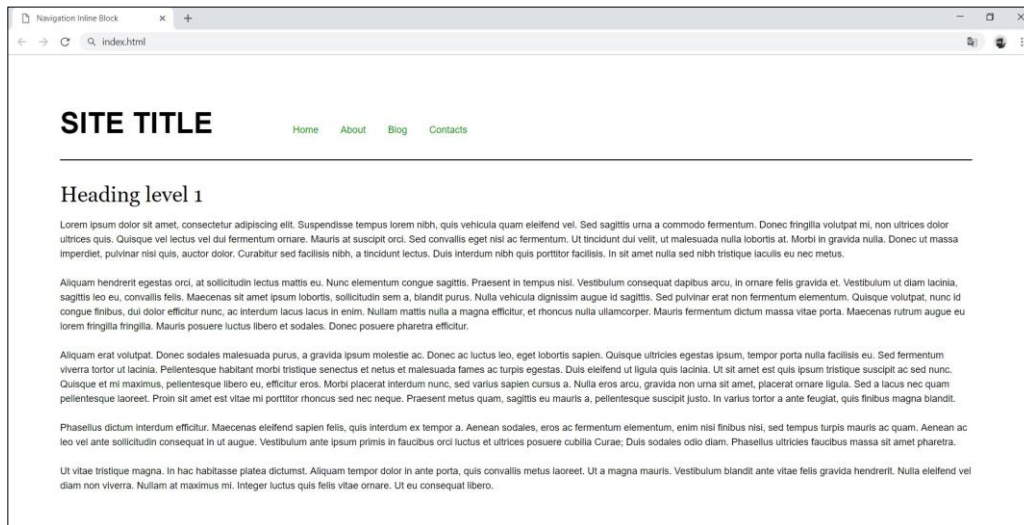 Navigation Inline Block
index.html
SITE TITLE
Home About Blog Contacts
Heading level 1
Lorem ipsum dolor sit amet, consectetur adipiscing elit. Suspendisse tempus lorem nibh, quis vehicula quam eleifend vel. Sed sagittis urna a commodo fermentum. Donec fringilla volutpat mi, non ultrices dolor
ultrices quis. Quisque vel lectus vel dui fermentum ornare. Mauris at suscipit orci. Sed convallis eget nisl ac fermentum. Ut tincidunt dui velit, ut malesuada nulla lobortis at. Morbi in gravida nulla. Donec ut massa
imperdiet, pulvinar nisi quis, auctor dolor. Curabitur sed facilisis nibh, a tincidunt lectus. Duis interdum nibh quis porttitor facilisis. In sit amet nulla sed nibh tristique iaculis eu nec metus.
Aliquam hendrerit egestas orci, at sollicitudin lectus mattis eu. Nunc elementum congue sagittis. Praesent in tempus nisl. Vestibulum consequat dapibus arcu, in ornare felis gravida et. Vestibulum ut diam lacinia,
sagittis leo eu, convallis felis. Maecenas sit amet ipsum lobortis, sollicitudin sem a, blandit purus. Nulla vehicula dignissim augue id sagittis. Sed pulvinar erat non fermentum elementum. Quisque volutpat, nunc id
congue finibus, dui dolor efficitur nunc, ac interdum lacus lacus in enim. Nullam mattis nulla a magna efficitur, et rhoncus nulla ullamcorper. Mauris fermentum dictum massa vitae porta. Maecenas rutrum augue eu
lorem fringilla fringilla. Mauris posuere luctus libero et sodales. Donec posuere pharetra efficitur.
Aliquam erat volutpat. Donec sodales malesuada purus, a gravida ipsum molestie ac. Donec ac luctus leo, eget lobortis sapien. Quisque ultricies egestas ipsum, tempor porta nulla facilisis eu. Sed fermentum
viverra tortor ut lacinia. Pellentesque habitant morbi tristique senectus et netus et malesuada fames ac turpis egestas. Duis eleifend ut ligula quis lacinia. Ut sit amet est quis ipsum tristique suscipit ac sed nunc.
Quisque et mi maximus, pellentesque libero eu, efficitur eros. Morbi placerat interdum nunc, sed varius sapien cursus a. Nulla eros arcu, gravida non urna sit amet, placerat ornare ligula. Sed a lacus nec quam
pellentesque laoreet. Proin sit amet est vitae mi porttitor rhoncus sed nec neque. Praesent metus quam, sagittis eu mauris a, pellentesque suscipit justo. In varius tortor a ante feugiat, quis finibus magna blandit.
Phasellus dictum interdum efficitur. Maecenas eleifend sapien felis, quis interdum ex tempor a. Aenean sodales, eros ac fermentum elementum, enim nisi finibus nisi, sed tempus turpis mauris ac quam. Aenean ac
leo vel ante sollicitudin consequat in ut augue. Vestibulum ante ipsum primis in faucibus orci luctus et ultrices posuere cubilia Curae; Duis sodales odio diam. Phasellus ultricies faucibus massa sit amet pharetra.
Ut vitae tristique magna. In hac habitasse platea dictumst. Aliquam tempor dolor in ante porta, quis convallis metus laoreet. Ut a magna mauris. Vestibulum blandit ante vitae felis gravida hendrerit. Nulla eleifend vel
diam non viverra. Nullam at maximus mi. Integer luctus quis felis vitae ornare. Ut eu consequat libero.